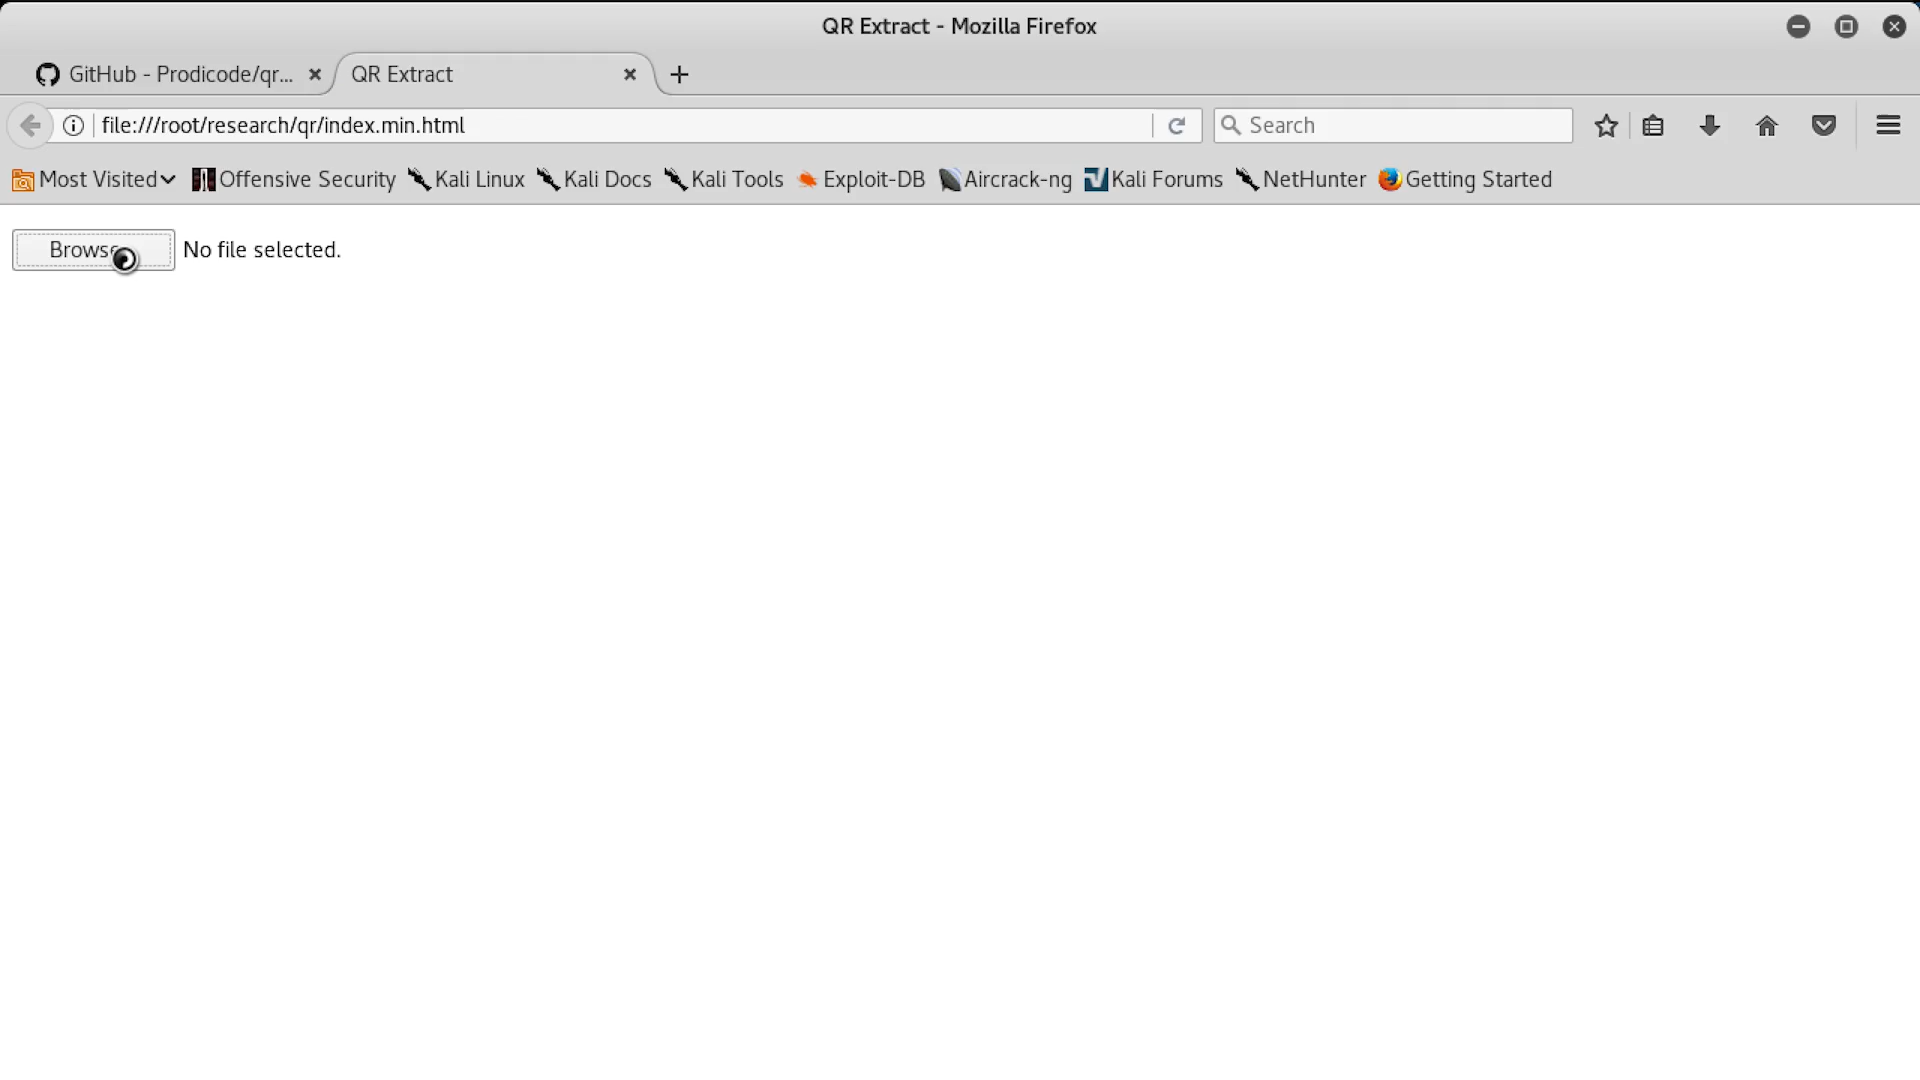 QR Extract - Mozilla Firefox
GitHub - Prodicode/qr... QR Extract
file:///root/research/qr/index.min.html Search
Most Visited Offensive Security Kali Linux Kali Docs Kali Tools Exploit-DB Aircrack-ng Kali Forums NetHunter Getting Started
No file selected.